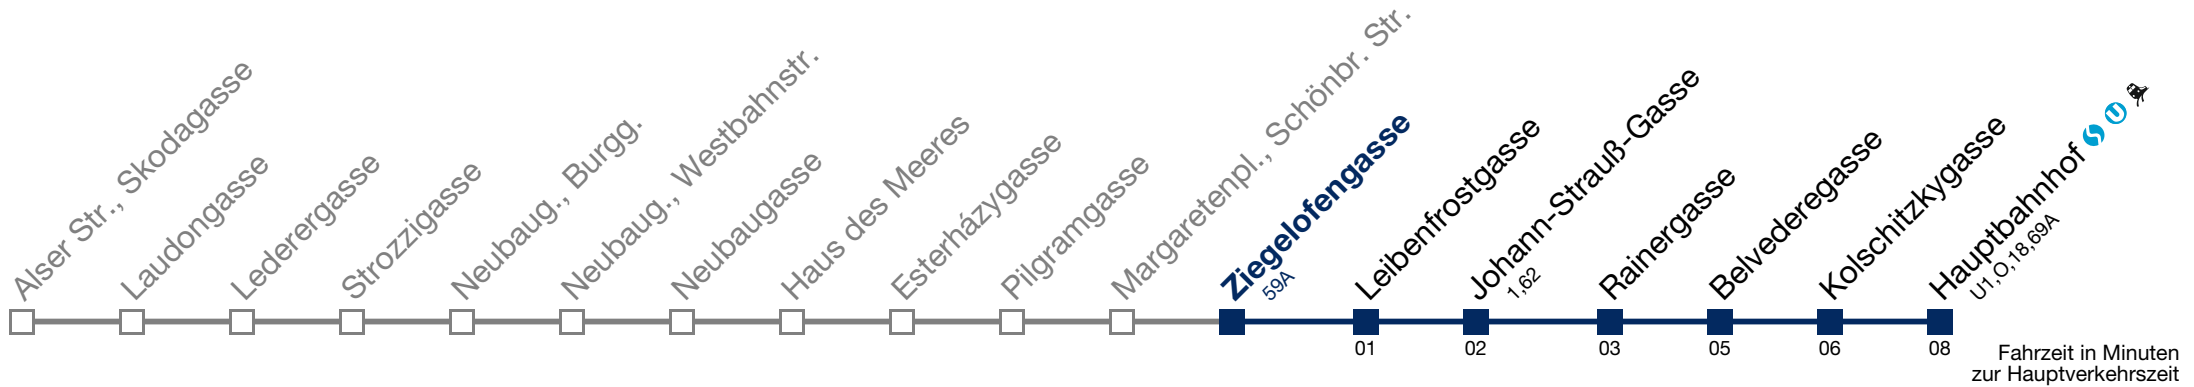 Alser Str., Skodagasse
Laudongasse
Lederergasse
Strozzigasse
Neubaug., Burgg.
Neubaug., Westbahnstr.
Neubaugasse
Haus des Meeres
Esterházygasse
Pilgramgasse
Margaretenpl., Schönbr. Str.
Ziegelofengasse
59A
Leibenfrostgasse
Johann-Strauß-Gasse
1,62
Rainergasse
Belvederegasse
Kolschitzkygasse
Hauptbahnhof S U
U1,O,18,69A
01
02
03
05
06
08
Fahrzeit in Minuten
zur Hauptverkehrszeit